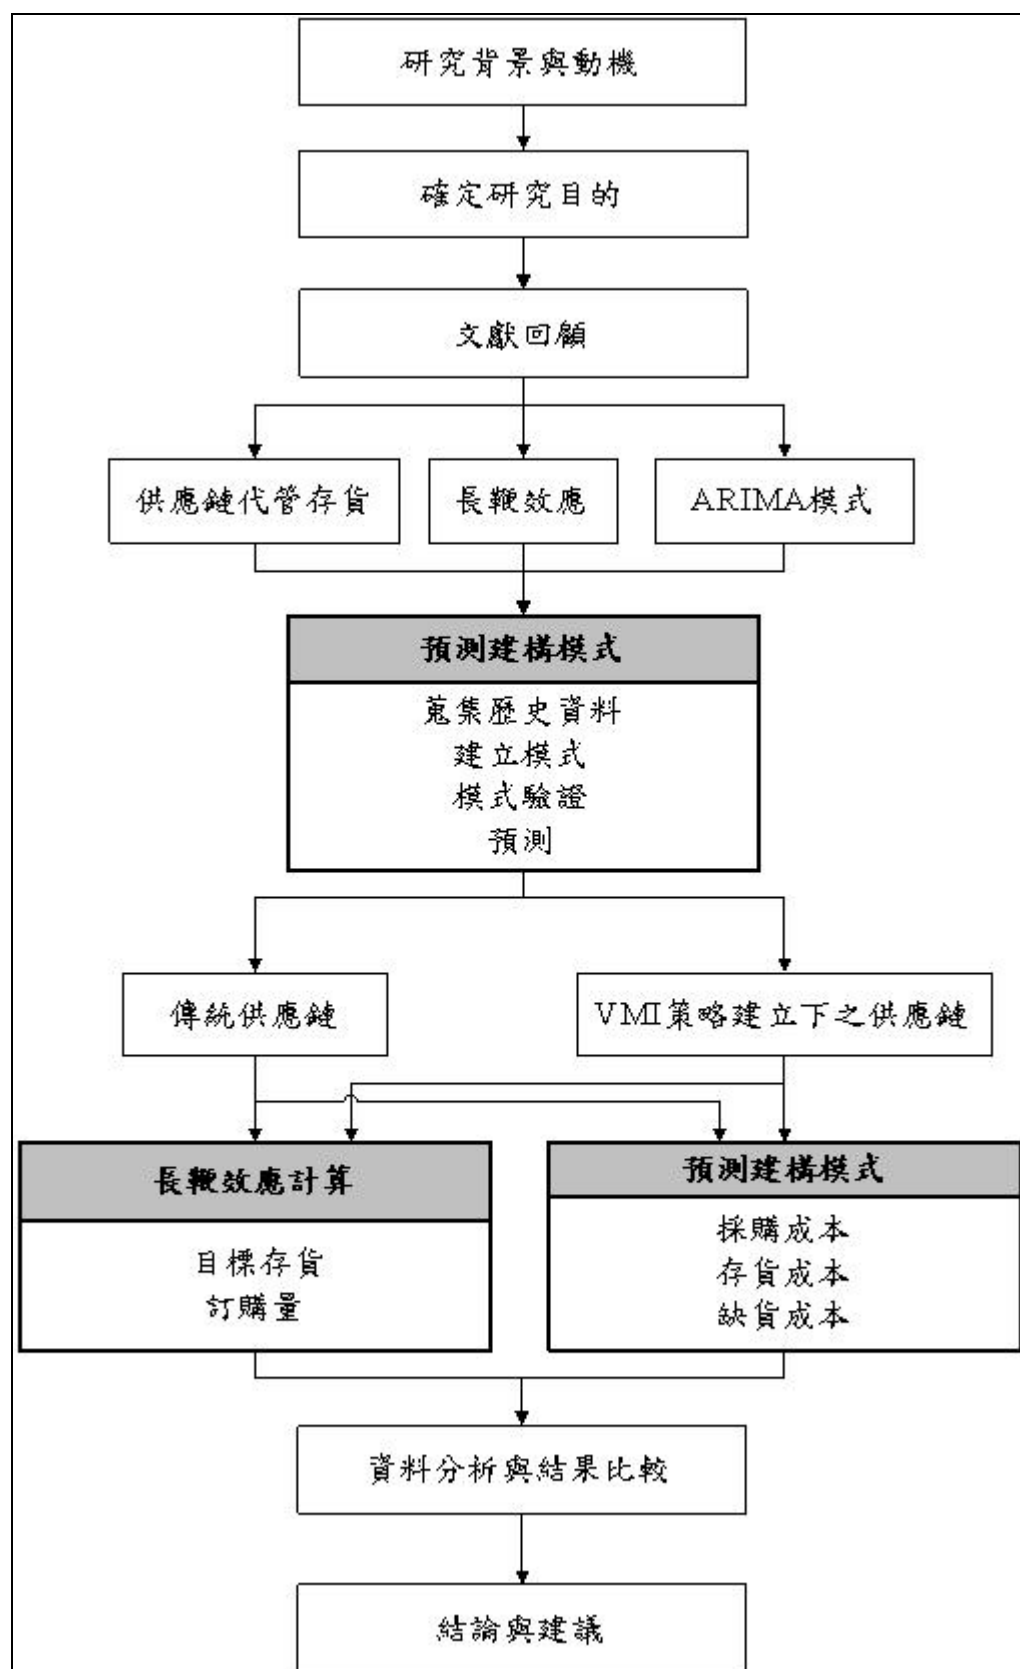 研究背景與動機
確定研究目的
文獻回顧
供應鏈代管存貨
長鞭效應
ARIMA模式
預測建構模式
蒐集歷史資料
建立模式
模式驗證
預測
傳統供應鏈
VMI策略建立下之供應鏈
長鞭效應計算
目標存貨
訂購量
預測建構模式
採購成本
存貨成本
缺貨成本
資料分析與結果比較
結論與建議